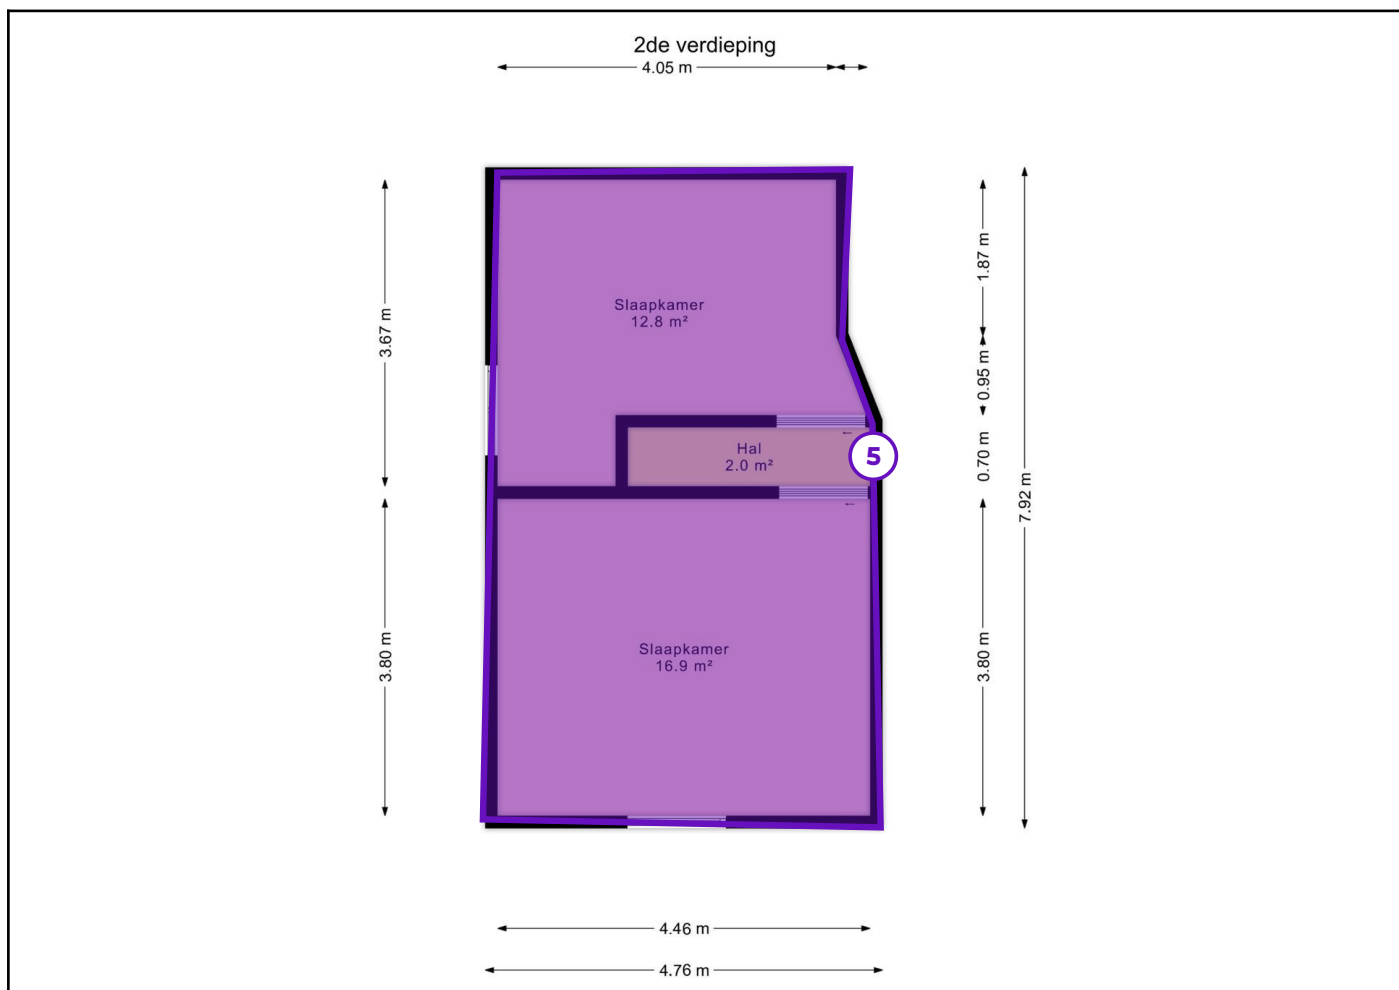 2de verdieping
4.05 m
3.67 m
1.87 m
Slaapkamer
12.8 m²
0.95 m
Hal
2.0 m²
5
0.70 m
7.92 m
3.80 m
Slaapkamer
16.9 m²
3.80 m
4.46 m
4.76 m